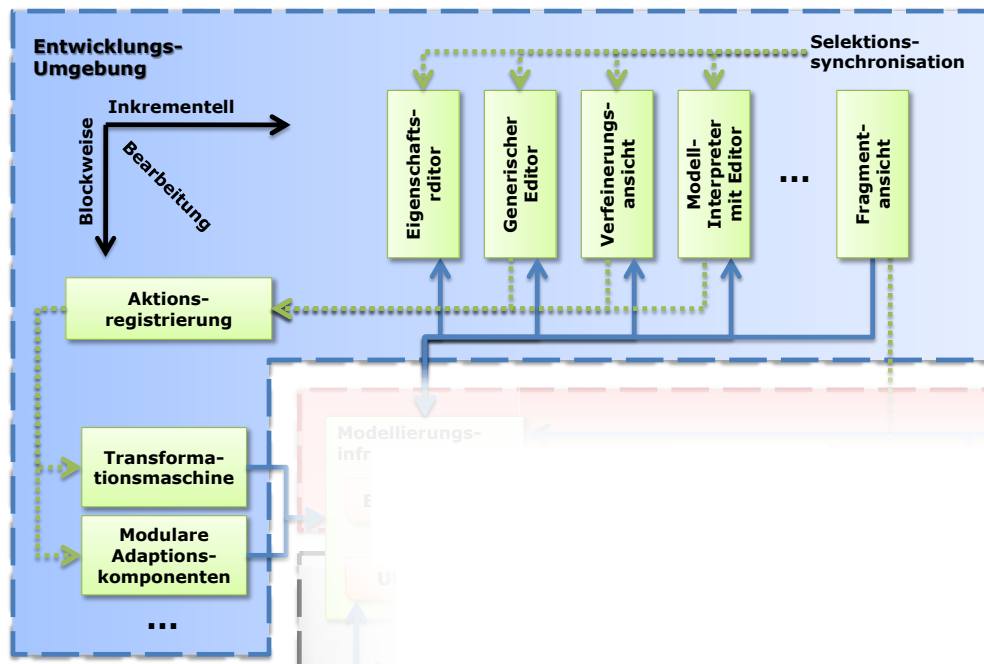 Entwicklungs-
Umgebung
Selektions-
synchronisation
Inkrementell
Blockweise
Bearbeitung
Eigenschafts-
rditor
Generischer
Editor
Verfeinerungs-
ansicht
Modell-
Interpreter
mit Editor
...
Fragment-
ansicht
Aktions-
registrierung
Modellierungs-
Transforma-
tionsmaschine
Modulare
Adaptions-
komponenten
...